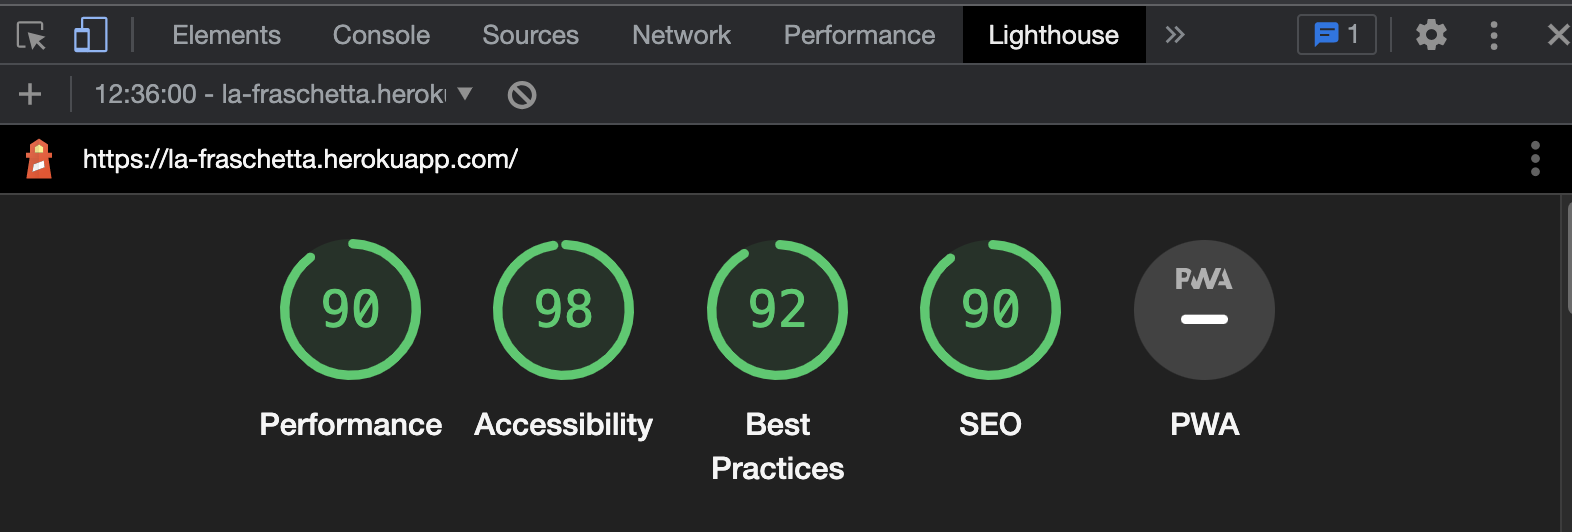 Elements Console Sources Network Performance Lighthouse » 1
12:36:00 - la-fraschetta.herok
https://la-fraschetta.herokuapp.com/
90 98 92 90 PWA
Performance Accessibility Best Practices SEO PWA